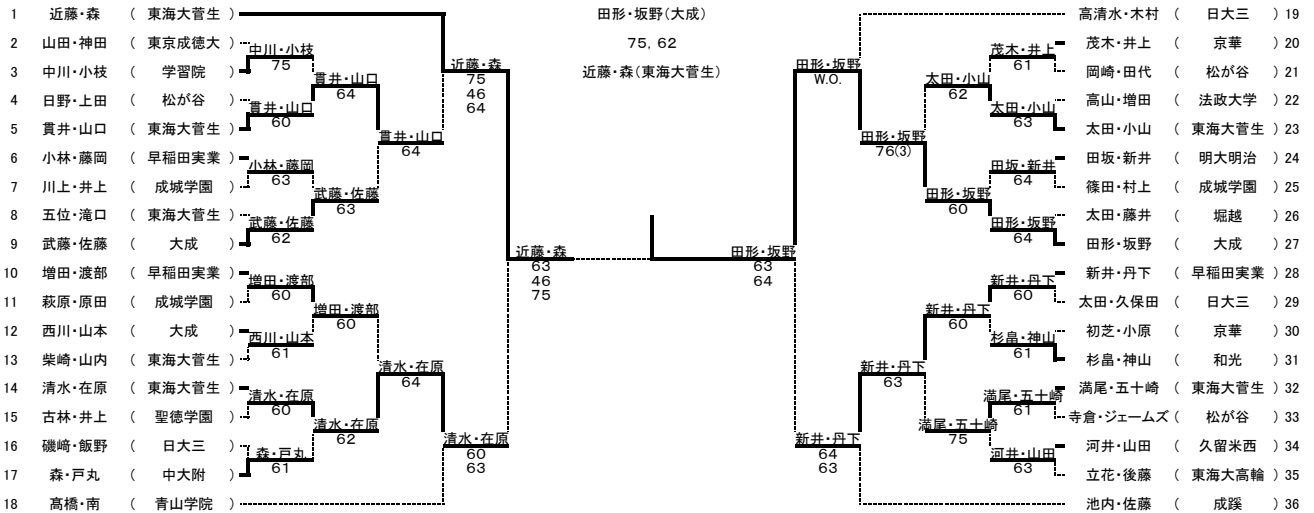 田形・坂野(大成)
75, 62
近藤・森(東海大菅生)
1 近藤・森 ( 東海大菅生 )
2 山田・神田 ( 東京成徳大 )
3 中川・小枝 ( 学習院 )
4 日野・上田 ( 松が谷 )
5 貫井・山口 ( 東海大菅生 )
6 小林・藤岡 ( 早稲田実業 )
7 川上・井上 ( 成城学園 )
8 五位・滝口 ( 東海大菅生 )
9 武藤・佐藤 ( 大成 )
10 増田・渡部 ( 早稲田実業 )
11 萩原・原田 ( 成城学園 )
12 西川・山本 ( 大成 )
13 柴崎・山内 ( 東海大菅生 )
14 清水・在原 ( 東海大菅生 )
15 古林・井上 ( 聖徳学園 )
16 磯﨑・飯野 ( 日大三 )
17 森・戸丸 ( 中大附 )
18 髙橋・南 ( 青山学院 )
中川・小枝
75
貫井・山口
60
小林・藤岡
63
武藤・佐藤
62
増田・渡部
60
西川・山本
61
清水・在原
60
森・戸丸
61
貫井・山口
64
武藤・佐藤
63
増田・渡部
60
清水・在原
62
貫井・山口
64
清水・在原
64
近藤・森
75
46
64
清水・在原
60
63
近藤・森
63
46
75
田形・坂野
63
64
田形・坂野
W.O.
新井・丹下
64
63
田形・坂野
76(3)
新井・丹下
63
太田・小山
62
田形・坂野
60
新井・丹下
60
満尾・五十崎
75
茂木・井上
61
太田・小山
63
田坂・新井
64
田形・坂野
64
新井・丹下
60
杉畠・神山
61
満尾・五十崎
61
河井・山田
63
高清水・木村 ( 日大三 ) 19
茂木・井上 ( 京華 ) 20
岡崎・田代 ( 松が谷 ) 21
高山・増田 ( 法政大学 ) 22
太田・小山 ( 東海大菅生 ) 23
田坂・新井 ( 明大明治 ) 24
篠田・村上 ( 成城学園 ) 25
太田・藤井 ( 堀越 ) 26
田形・坂野 ( 大成 ) 27
新井・丹下 ( 早稲田実業 ) 28
太田・久保田 ( 日大三 ) 29
初芝・小原 ( 京華 ) 30
杉畠・神山 ( 和光 ) 31
満尾・五十崎 ( 東海大菅生 ) 32
寺倉・ジェームズ ( 松が谷 ) 33
河井・山田 ( 久留米西 ) 34
立花・後藤 ( 東海大高輪 ) 35
池内・佐藤 ( 成蹊 ) 36